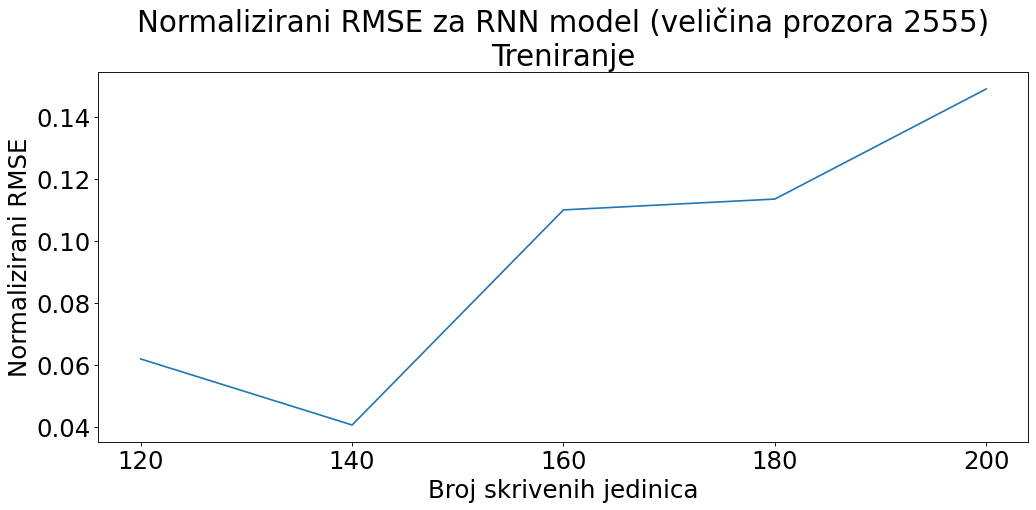 Normalizirani RMSE za RNN model (veličina prozora 2555)
Treniranje
Normalizirani RMSE
0.14
0.12
0.10
0.08
0.06
0.04
120 140 160 180 200
Broj skrivenih jedinica